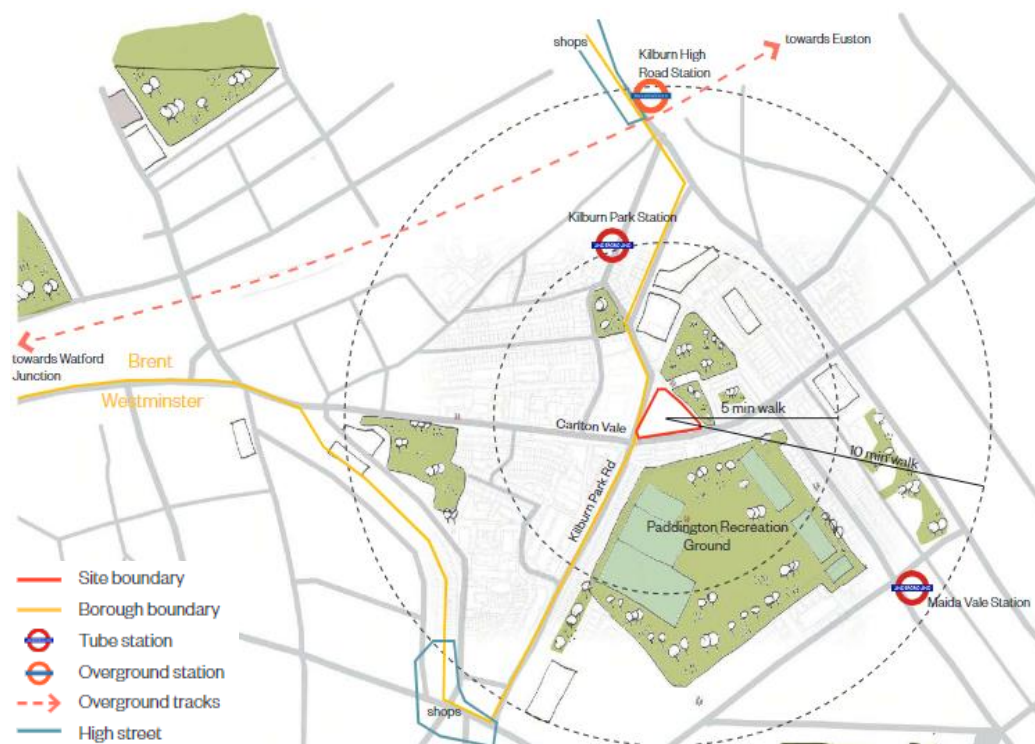 shops
Kilburn High
Road Station
towards Euston
Kilburn Park Station
towards Watford
Junction
Brent
Westminster
Carlton Vale
5 min walk
10 min walk
Kilburn Park Rd
Paddington Recreation
Ground
Maida Vale Station
shops
Site boundary
Borough boundary
Tube station
Overground station
Overground tracks
High street